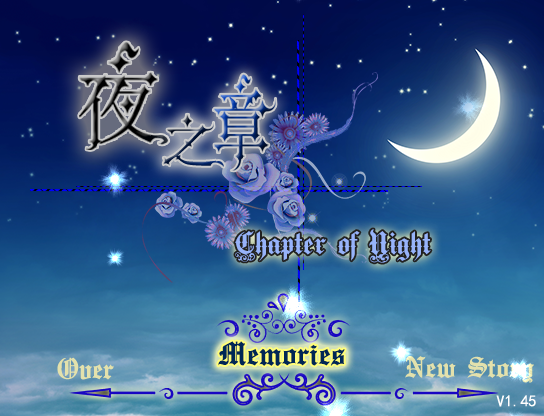 夜之章
Chapter of Night
Memories
Over
New Story
V1.45